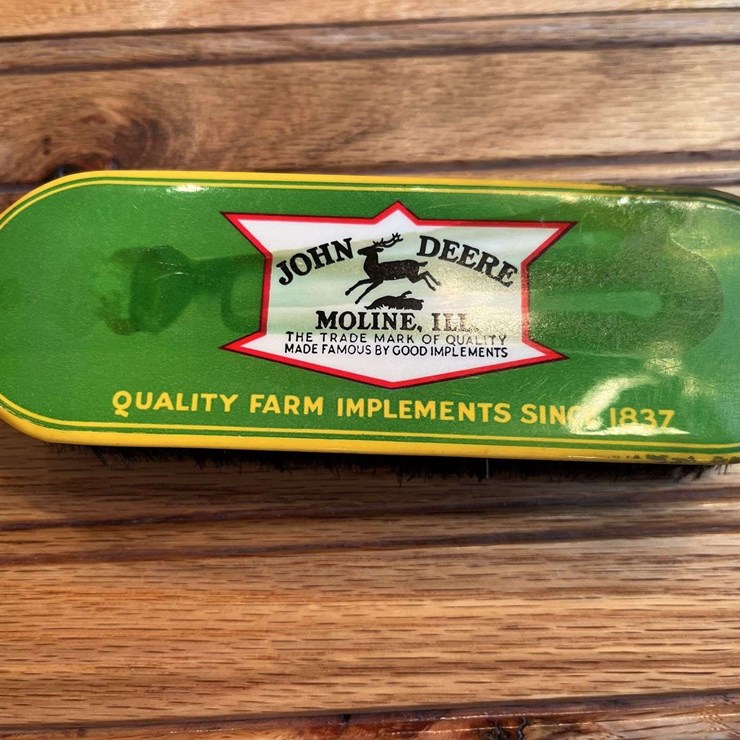 JOHN DEERE
MOLINE, ILL.
THE TRADE MARK OF QUALITY
MADE FAMOUS BY GOOD IMPLEMENTS
QUALITY FARM IMPLEMENTS SINCE 1837